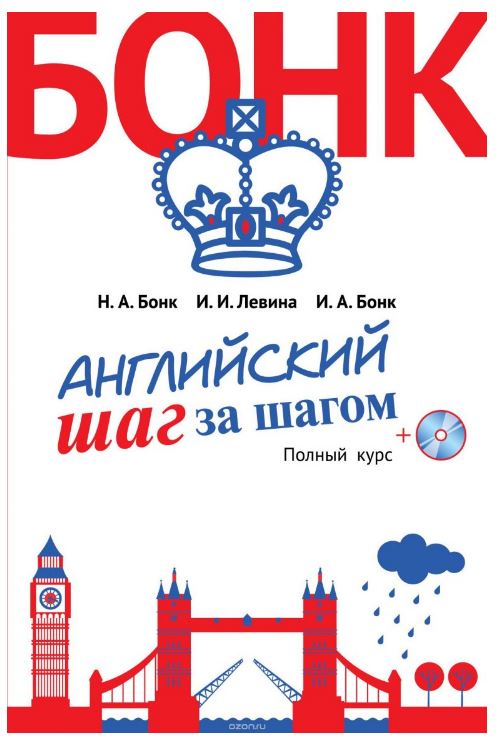 БОНК
Н. А. Бонк И. И. Левина И. А. Бонк
АНГЛИЙСКИЙ
шаг за шагом
Полный курс +
ozon.ru